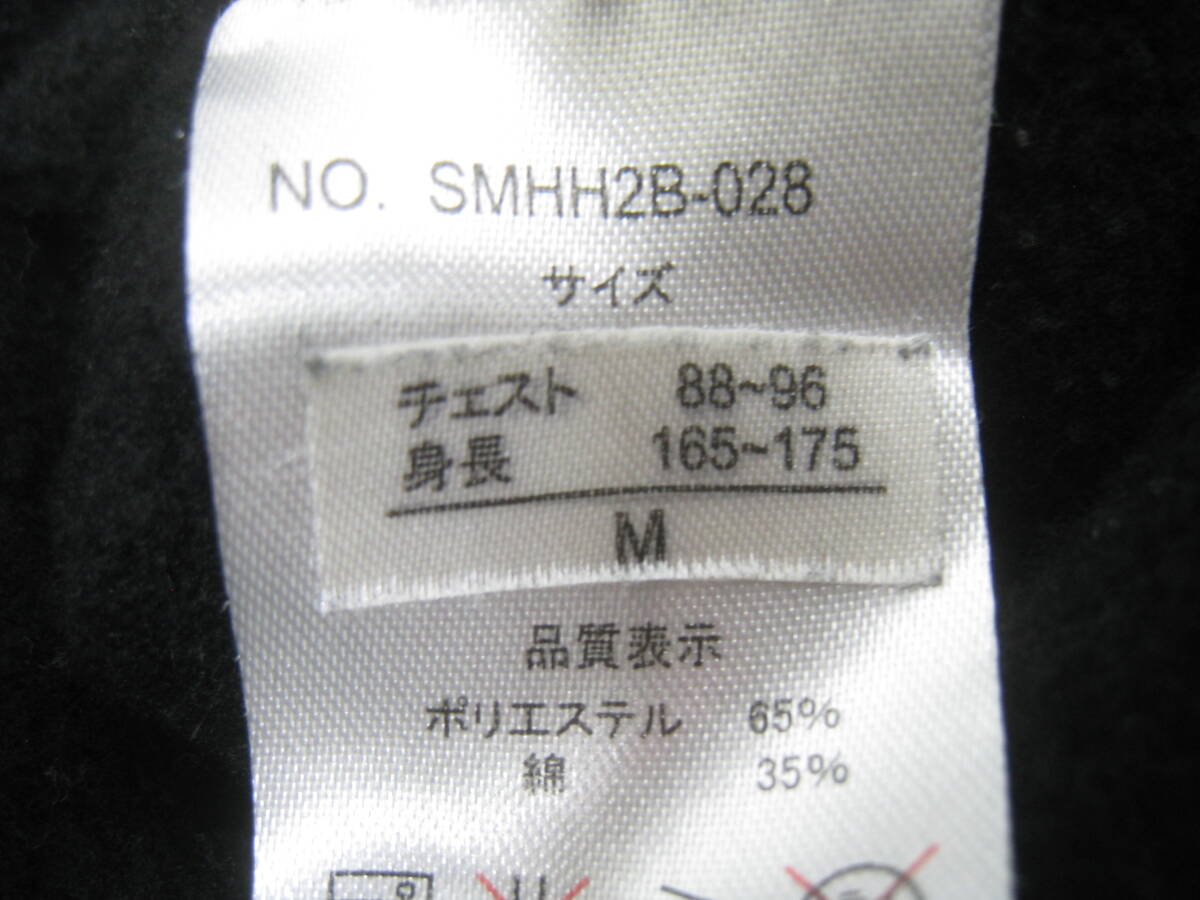 NO. SMHH2B-028
サイズ
チェスト 88~96
身長 165~175
M
品質表示
ポリエステル 65%
綿 35%